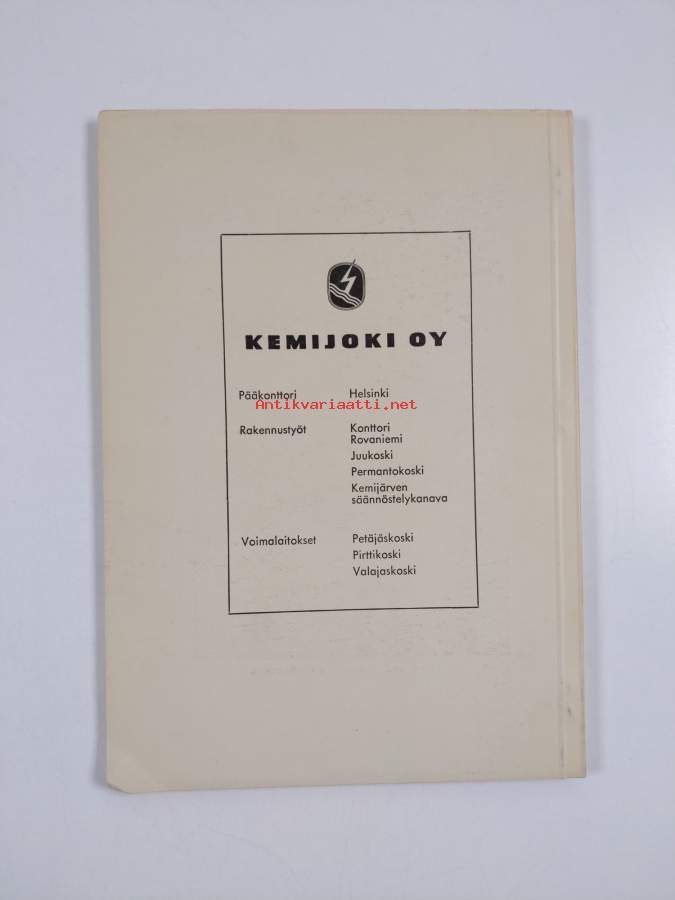 KEMIJOKI OY
Pääkonttori Helsinki
Antikvariaatti.net
Rakennustyöt Konttori
Rovaniemi
Juukoski
Permantokoski
Kemijärven
säännöstelykanava
Voimalaitokset Petäjäskoski
Pirttikoski
Valajaskoski